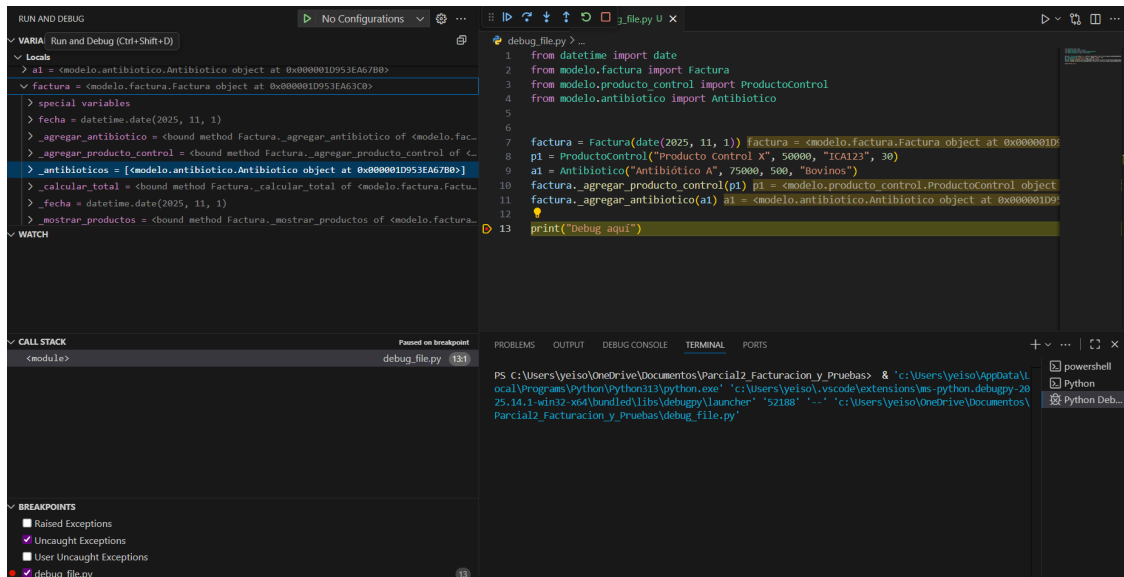 RUN AND DEBUG
No Configurations
VARIA
Run and Debug (Ctrl+Shift+D)
Locals
a1 = <modelo.antibiotico.Antibiotico object at 0x000001D953EA67B0>
factura = <modelo.factura.Factura object at 0x000001D953EA63C0>
special variables
fecha = datetime.date(2025, 11, 1)
_agregar_antibiotico = <bound method Factura._agregar_antibiotico of <modelo.fac…
_agregar_producto_control = <bound method Factura._agregar_producto_control of <…
_antibioticos = [<modelo.antibiotico.Antibiotico object at 0x000001D953EA67B0>]
_calcular_total = <bound method Factura._calcular_total of <modelo.factura.Factu…
_fecha = datetime.date(2025, 11, 1)
_mostrar_productos = <bound method Factura._mostrar_productos of <modelo.factura…
WATCH
CALL STACK
Paused on breakpoint
<module>
debug_file.py 13:1
BREAKPOINTS
Raised Exceptions
Uncaught Exceptions
User Uncaught Exceptions
debug_file.py
13
g_file.py U
debug_file.py > ...
1 from datetime import date
2 from modelo.factura import Factura
3 from modelo.producto_control import ProductoControl
4 from modelo.antibiotico import Antibiotico
5
6
7 factura = Factura(date(2025, 11, 1)) factura = <modelo.factura.Factura object at 0x000001D9
8 p1 = ProductoControl("Producto Control X", 50000, "ICA123", 30)
9 a1 = Antibiotico("Antibiótico A", 75000, 500, "Bovinos")
10 factura._agregar_producto_control(p1) p1 = <modelo.producto_control.ProductoControl object
11 factura._agregar_antibiotico(a1) a1 = <modelo.antibiotico.Antibiotico object at 0x000001D95
12
13 print("Debug aquí")
PROBLEMS OUTPUT DEBUG CONSOLE TERMINAL PORTS
PS C:\Users\yeiso\OneDrive\Documentos\Parcial2_Facturacion_y_Pruebas> & 'c:\Users\yeiso\AppData\L
ocal\Programs\Python\Python313\python.exe' 'c:\Users\yeiso\.vscode\extensions\ms-python.debugpy-20
25.14.1-win32-x64\bundled\libs\debugpy\launcher' '52188' '--' 'c:\Users\yeiso\OneDrive\Documentos\
Parcial2_Facturacion_y_Pruebas\debug_file.py'
powershell
Python
Python Deb...